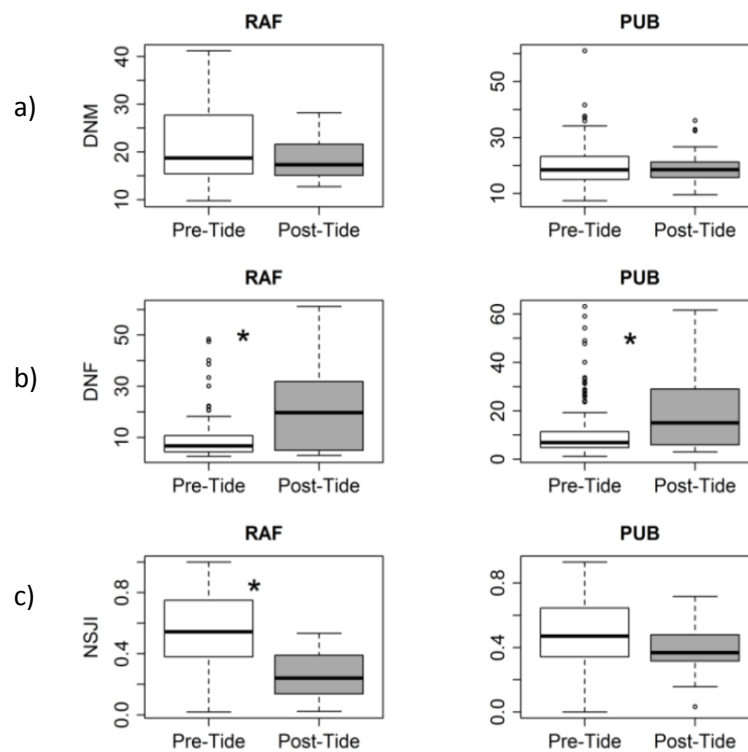 RAF PUB
a)
DNM
40
30
20
10
50
30
10
Pre-Tide Post-Tide Pre-Tide Post-Tide
RAF PUB
b)
DNF
50
30
10
60
40
20
0
* *
Pre-Tide Post-Tide Pre-Tide Post-Tide
RAF PUB
c)
NSJI
0.8
0.4
0.0
0.8
0.4
0.0
*
Pre-Tide Post-Tide Pre-Tide Post-Tide